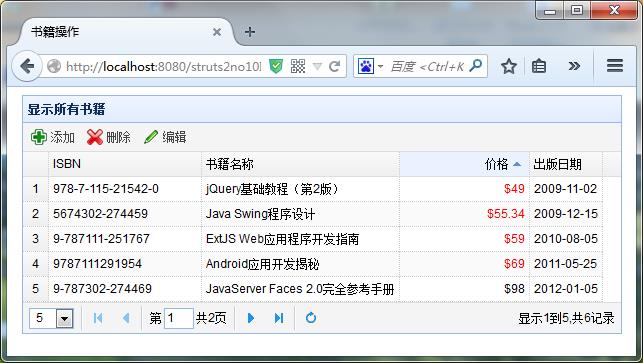 书籍操作
http://localhost:8080/struts2no10
百度 <Ctrl+K
显示所有书籍
添加 删除 编辑
ISBN 书籍名称 价格 出版日期
1 978-7-115-21542-0 jQuery基础教程（第2版） $49 2009-11-02
2 5674302-274459 Java Swing程序设计 $55.34 2009-12-15
3 9-787111-251767 ExtJS Web应用程序开发指南 $59 2010-08-05
4 9787111291954 Android应用开发揭秘 $69 2011-05-25
5 9-787302-274469 JavaServer Faces 2.0完全参考手册 $98 2012-01-05
5 第 1 共2页 显示1到5,共6记录